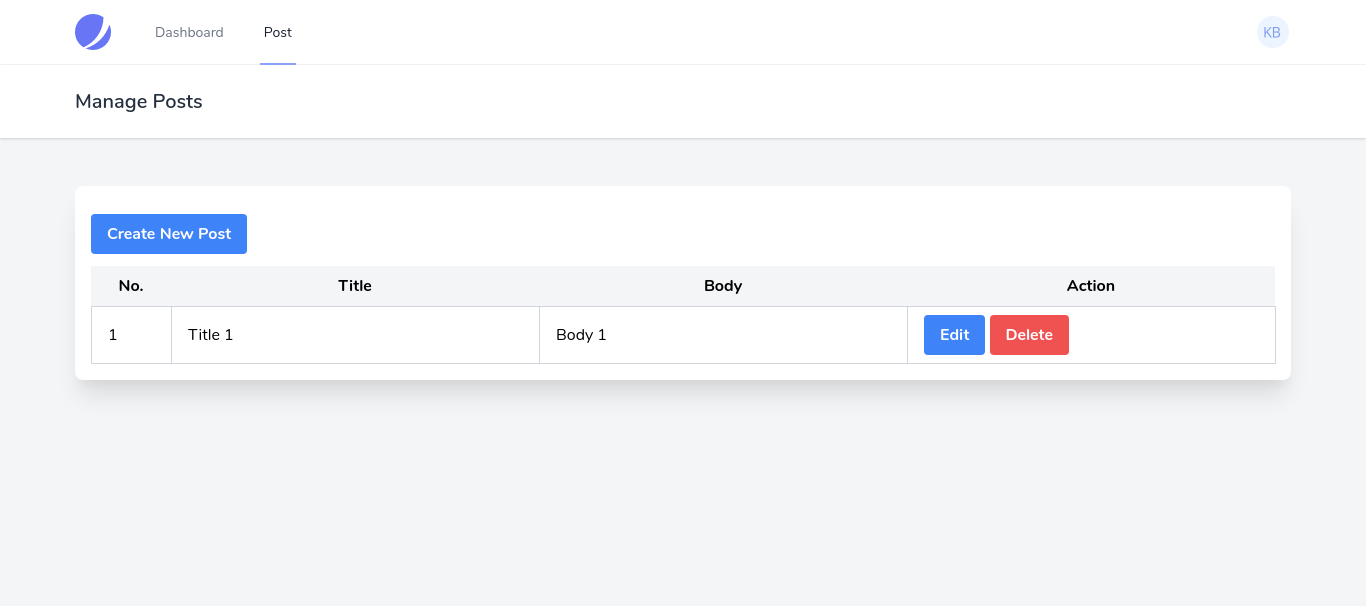 Dashboard Post KB
Manage Posts
Create New Post
No. Title Body Action
1 Title 1 Body 1 Edit Delete